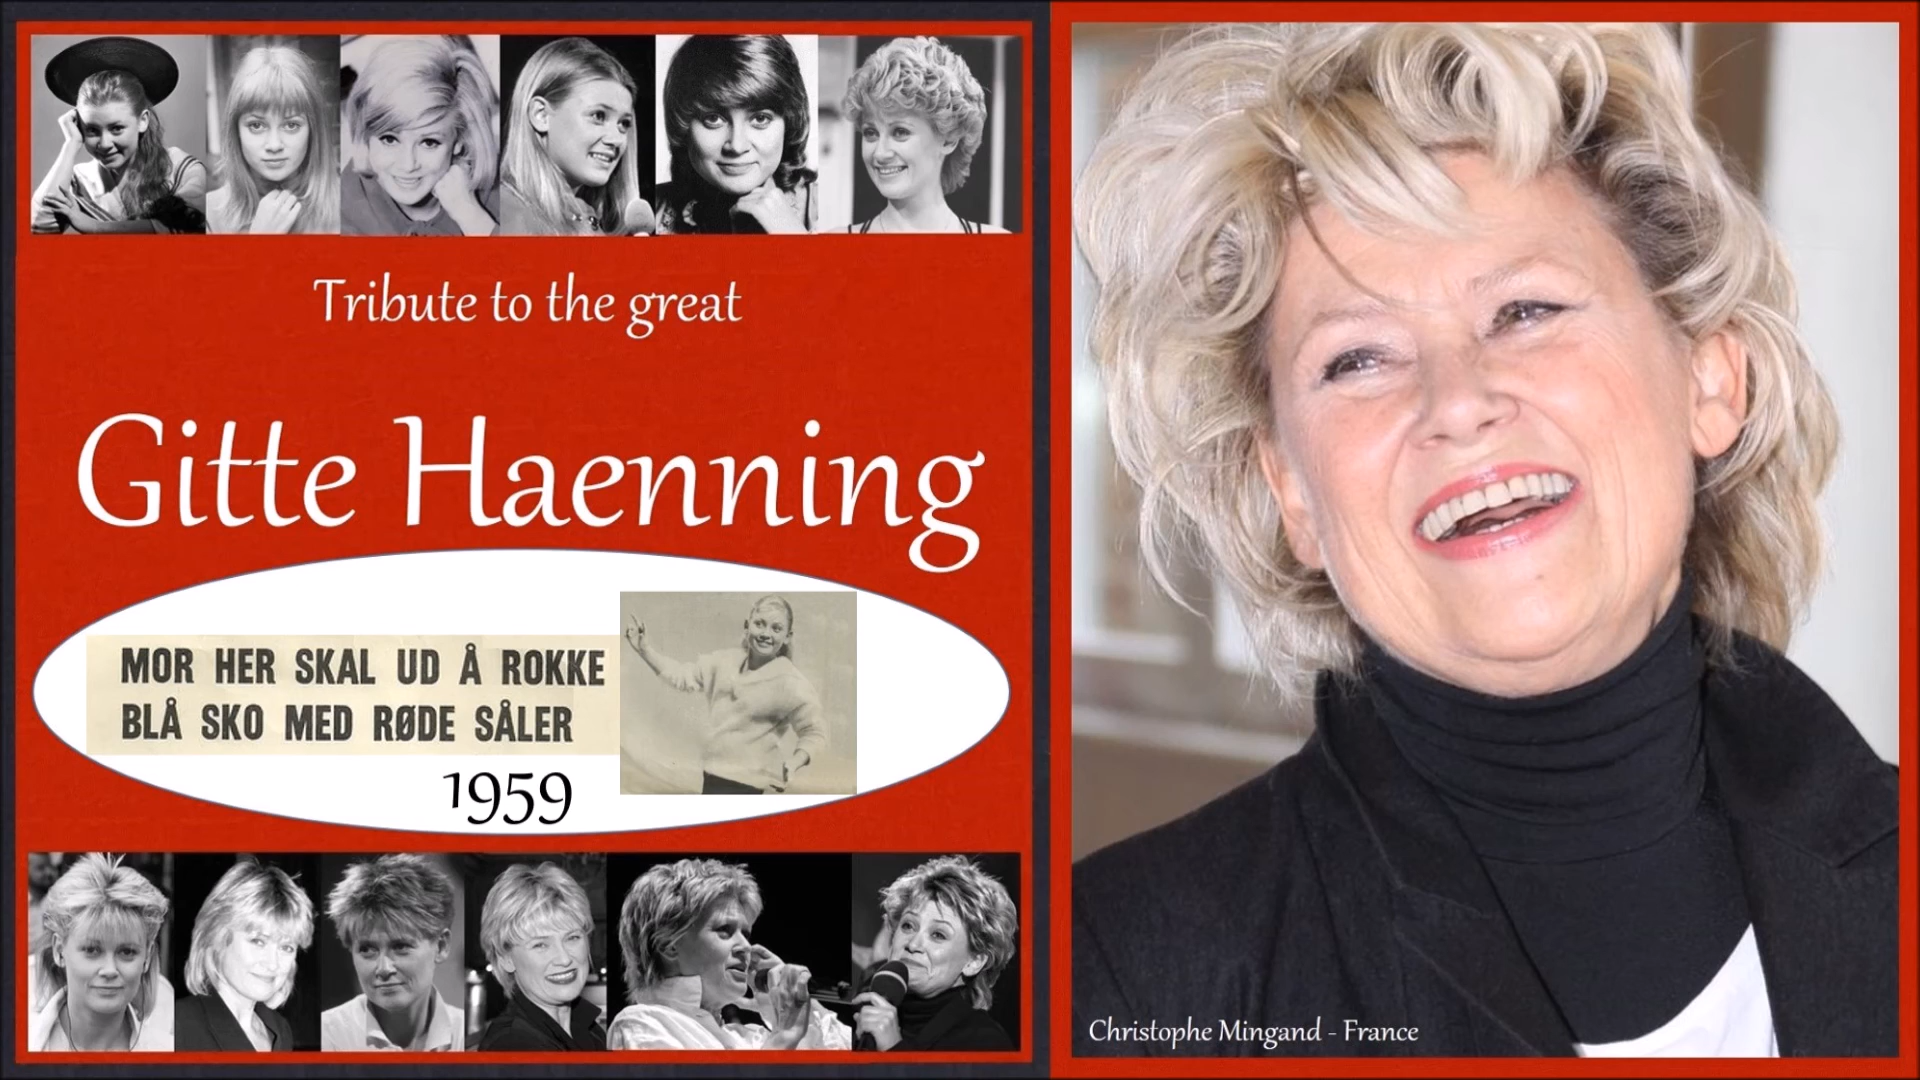 Tribute to the great
Gitte Haenning
MOR HER SKAL UD Å ROKKE
BLÅ SKO MED RØDE SÅLER
1959
Christophe Mingand - France